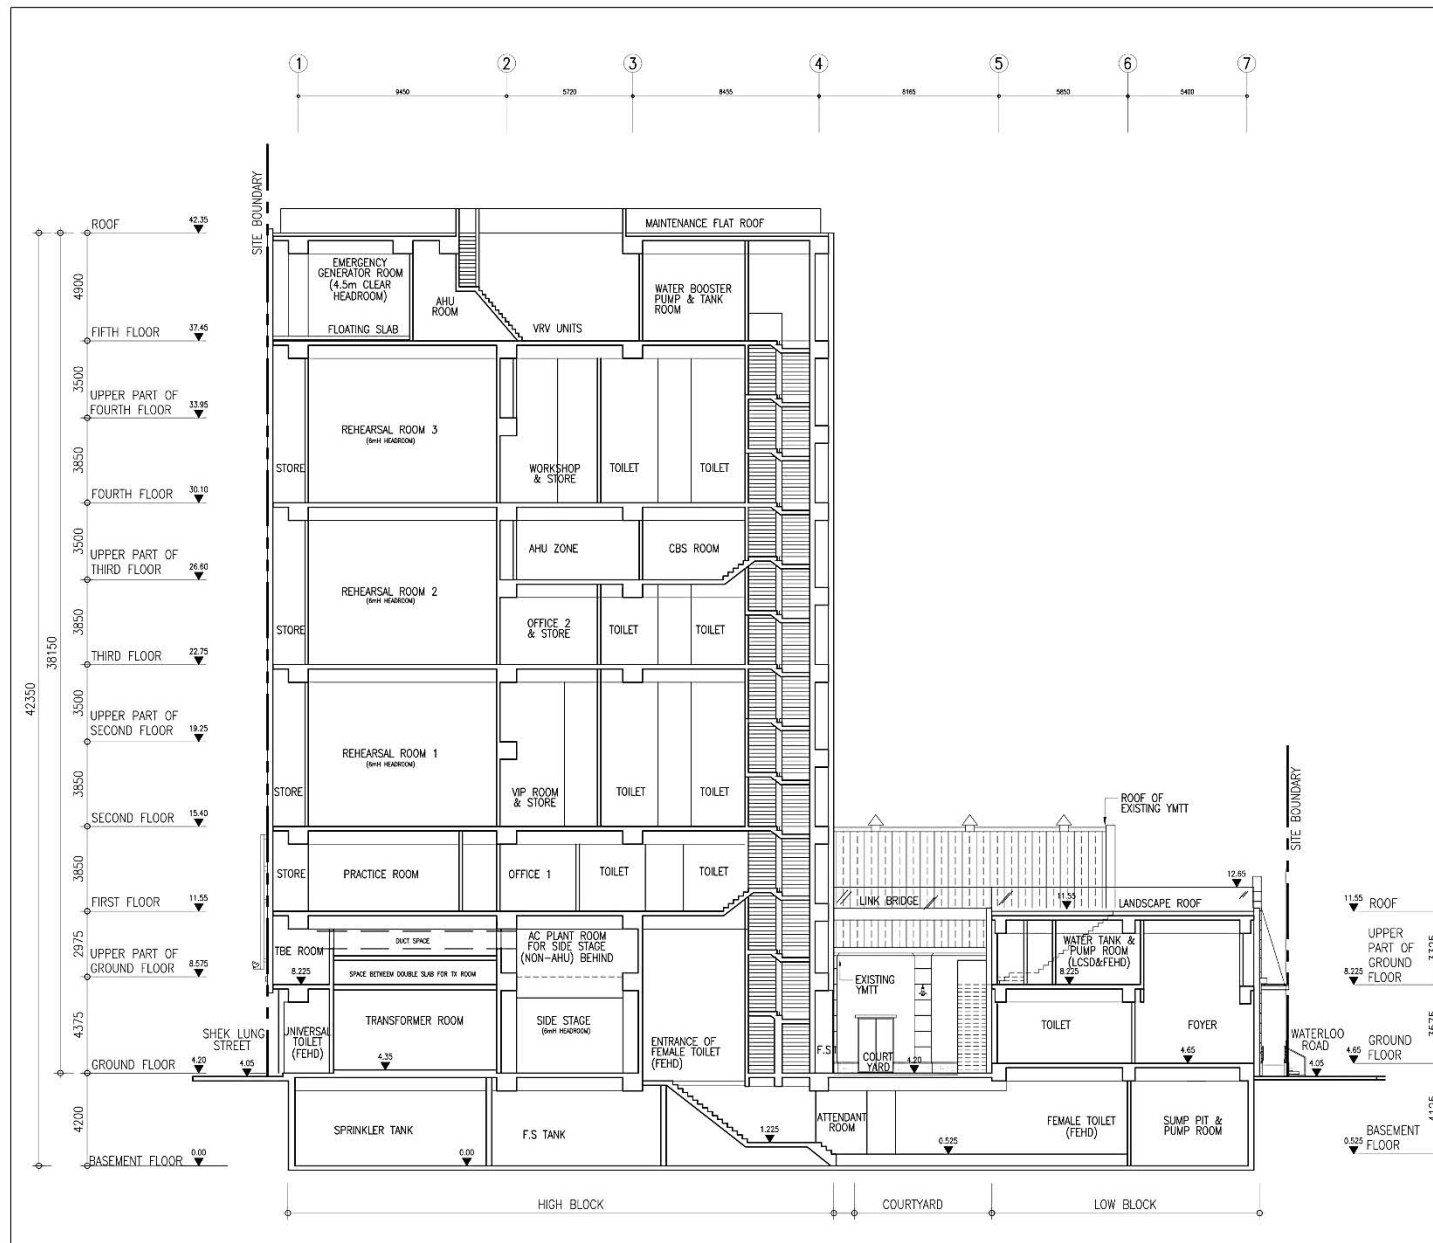 1 2 3 4 5 6 7
9450 5720 8455 8165 5850 5400
SITE BOUNDARY
ROOF 42.35
MAINTENANCE FLAT ROOF
4900
EMERGENCY
GENERATOR ROOM
(4.5m CLEAR
HEADROOM)
AHU
ROOM
WATER BOOSTER
PUMP & TANK
ROOM
FLOATING SLAB
VRV UNITS
FIFTH FLOOR 37.45
3500
UPPER PART OF
FOURTH FLOOR 33.95
3850
REHEARSAL ROOM 3
(6mH HEADROOM)
STORE
WORKSHOP
& STORE
TOILET
TOILET
FOURTH FLOOR 30.10
3500
AHU ZONE
CBS ROOM
UPPER PART OF
THIRD FLOOR 26.60
3850
REHEARSAL ROOM 2
(6mH HEADROOM)
STORE
OFFICE 2
& STORE
TOILET
TOILET
THIRD FLOOR 22.75
38150
42350
3500
UPPER PART OF
SECOND FLOOR 19.25
3850
REHEARSAL ROOM 1
(6mH HEADROOM)
STORE
VIP ROOM
& STORE
TOILET
TOILET
SECOND FLOOR 15.40
ROOF OF
EXISTING YMTT
SITE BOUNDARY
3850
STORE
PRACTICE ROOM
OFFICE 1
TOILET
TOILET
12.65
FIRST FLOOR 11.55
LINK BRIDGE
11.55
LANDSCAPE ROOF
11.55 ROOF
2975
TBE ROOM
DUCT SPACE
AC PLANT ROOM
FOR SIDE STAGE
(NON-AHU) BEHIND
WATER TANK &
PUMP ROOM
(LCSD&FEHD)
UPPER
PART OF
GROUND
FLOOR
8.225
3325
UPPER PART OF
GROUND FLOOR 8.575
8.225
SPACE BETWEEN DOUBLE SLAB FOR TX ROOM
EXISTING
YMTT
8.225
4375
SHEK LUNG
STREET
UNIVERSAL
TOILET
(FEHD)
TRANSFORMER ROOM
SIDE STAGE
(6mH HEADROOM)
ENTRANCE OF
FEMALE TOILET
(FEHD)
F.S
COURT
YARD
TOILET
FOYER
WATERLOO
ROAD
3675
GROUND FLOOR 4.20
4.05
4.35
4.20
4.65
4.05
4.65 GROUND
FLOOR
4200
SPRINKLER TANK
F.S TANK
ATTENDANT
ROOM
FEMALE TOILET
(FEHD)
SUMP PIT &
PUMP ROOM
4125
BASEMENT FLOOR 0.00
0.00
1.225
0.525
0.525 BASEMENT
FLOOR
HIGH BLOCK
COURTYARD
LOW BLOCK